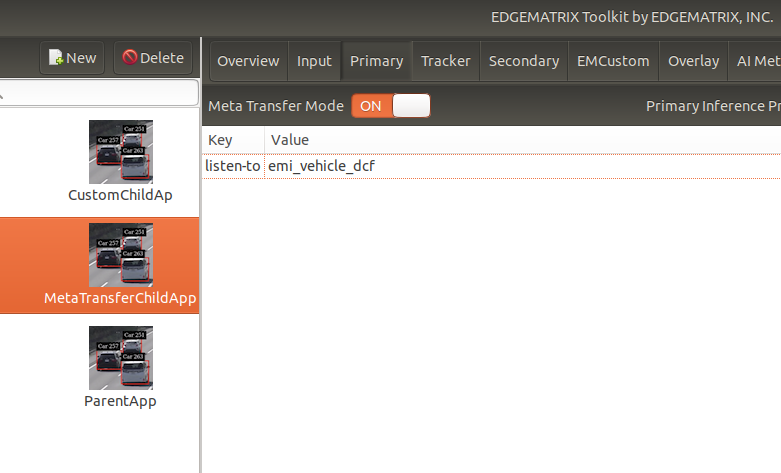 EDGEMATRIX Toolkit by EDGEMATRIX, INC.
New Delete
Overview Input Primary Tracker Secondary EMCustom Overlay AI Met
Meta Transfer Mode ON Primary Inference Pr
Key Value
listen-to emi_vehicle_dcf
Car 251
Car 257
Car 263
CustomChildAp
Car 251
Car 257
Car 263
MetaTransferChildApp
Car 251
Car 257
Car 263
ParentApp